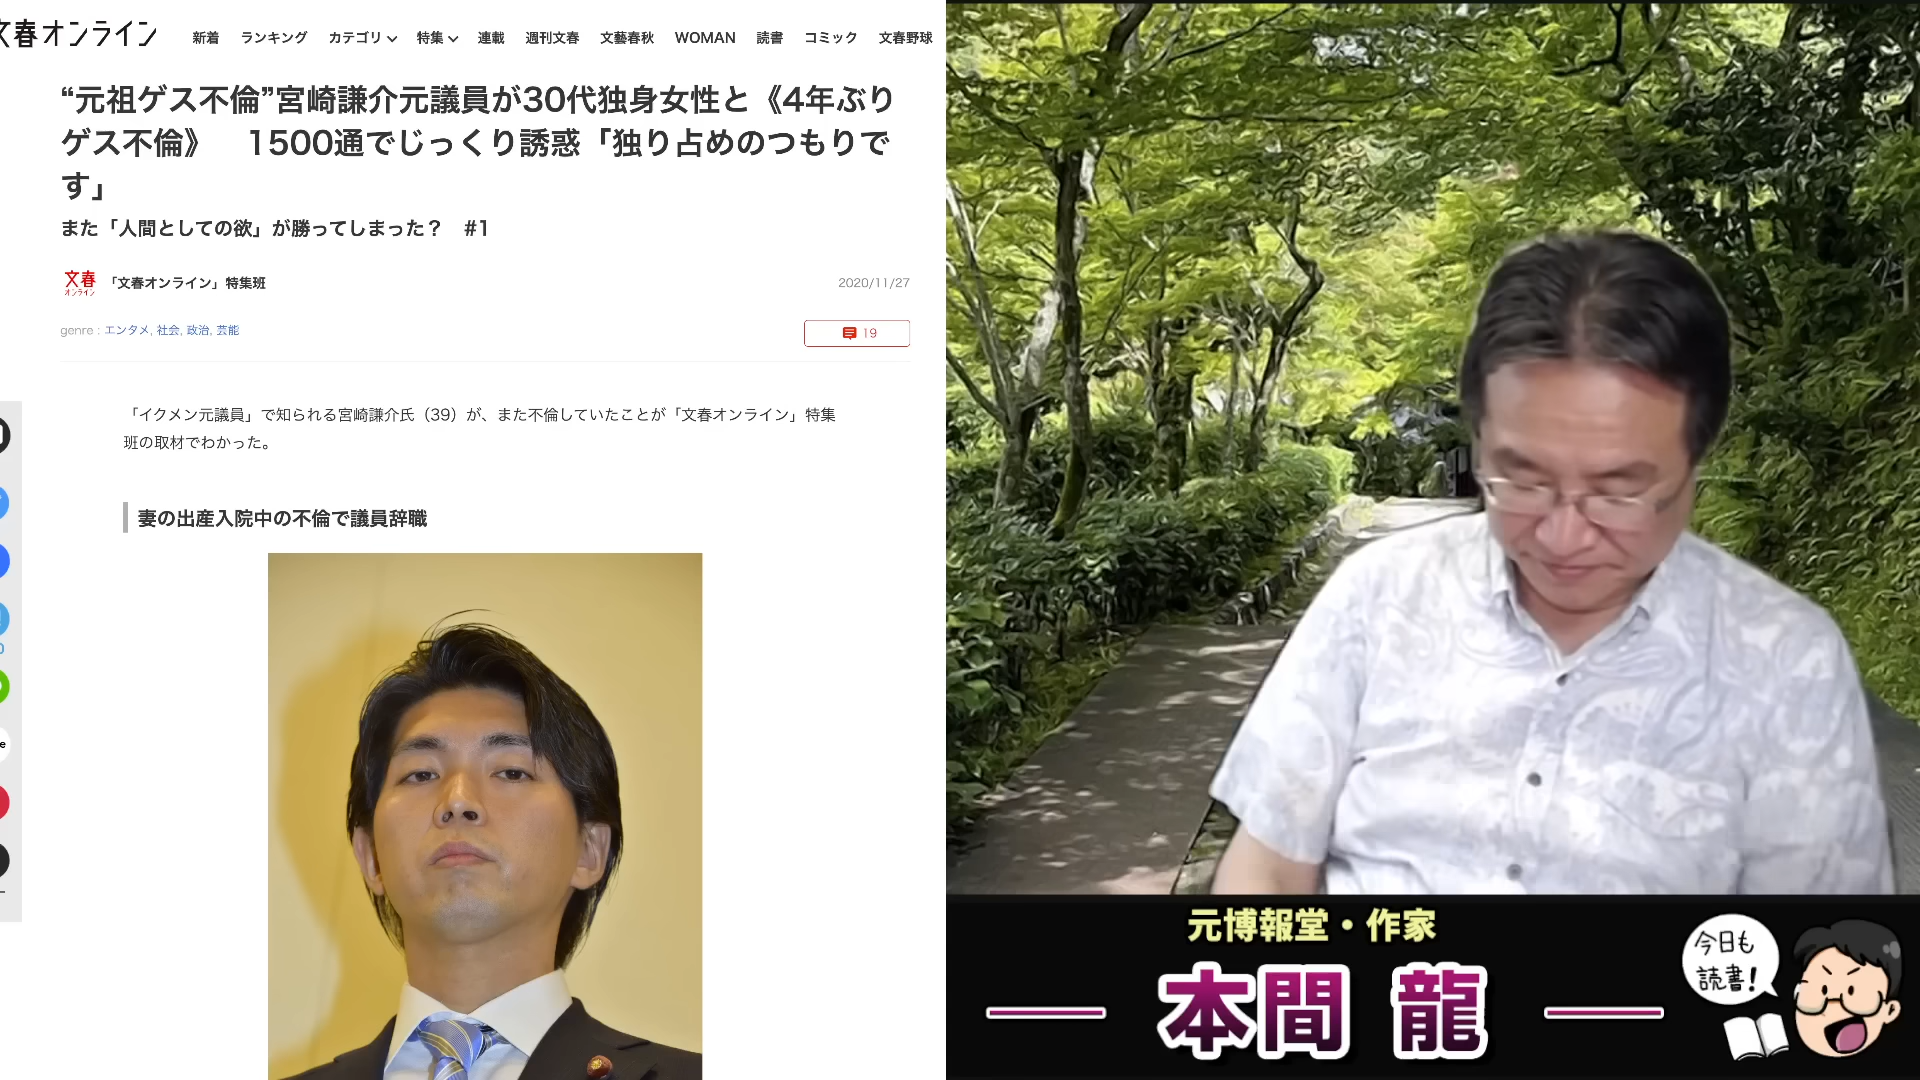 文春オンライン
新着 ランキング カテゴリ 特集 連載 週刊文春 文藝春秋 WOMAN 読書 コミック 文春野球
“元祖ゲス不倫”宮崎謙介元議員が30代独身女性と《4年ぶり
ゲス不倫》　1500通でじっくり誘惑「独り占めのつもりで
す」
また「人間としての欲」が勝ってしまった？　#1
文春
オンライン
「文春オンライン」特集班
2020/11/27
genre : エンタメ, 社会, 政治, 芸能
19
「イクメン元議員」で知られる宮崎謙介氏（39）が、また不倫していたことが「文春オンライン」特集
班の取材でわかった。
妻の出産入院中の不倫で議員辞職
元博報堂・作家
本間 龍
今日も
読書！